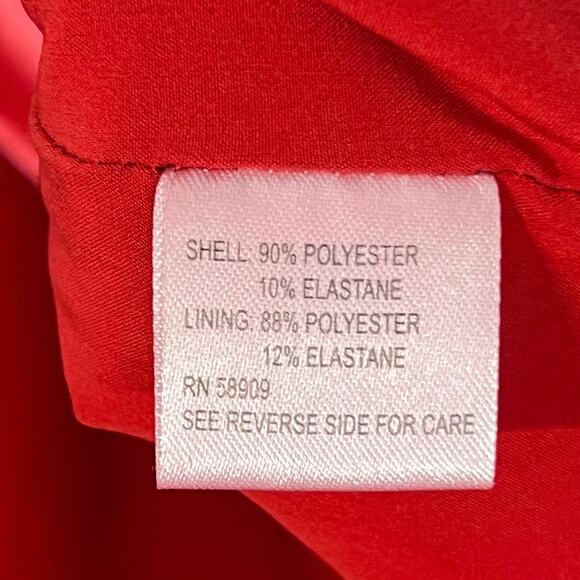 SHELL: 90% POLYESTER
10% ELASTANE
LINING: 88% POLYESTER
12% ELASTANE
RN 58909
SEE REVERSE SIDE FOR CARE